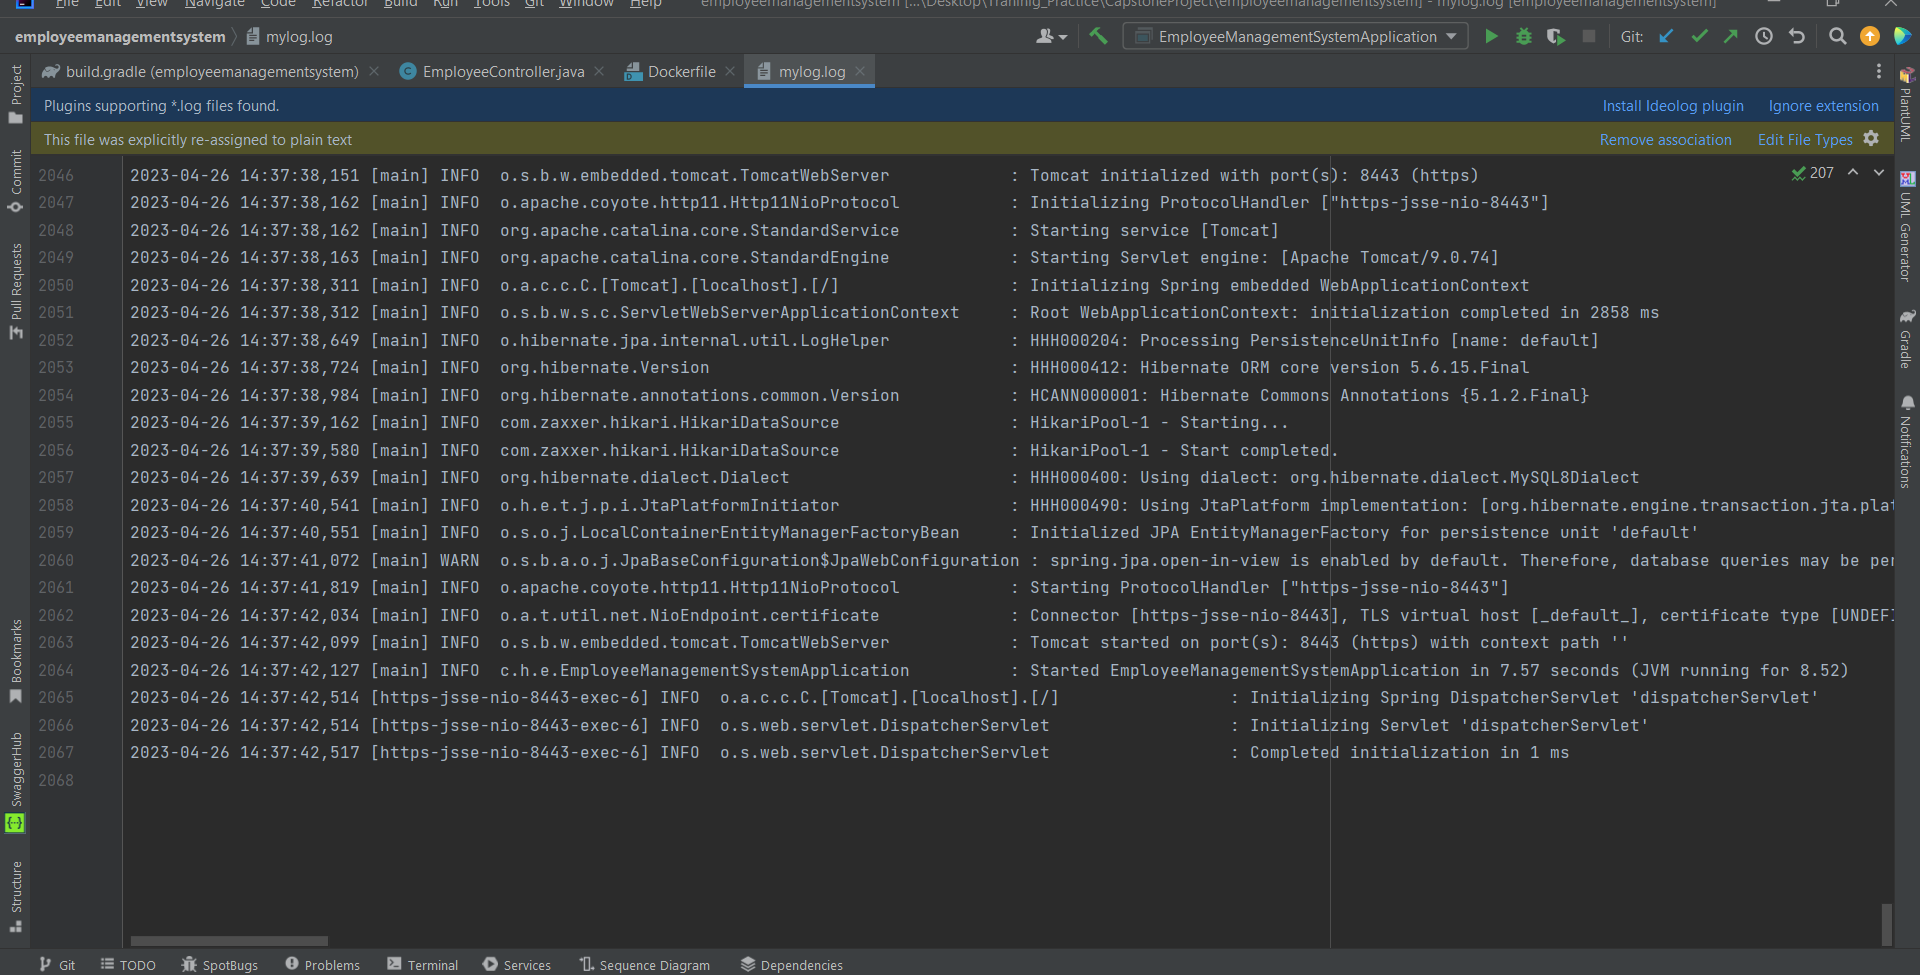 File Edit View Navigate Code Refactor Build Run Tools Git Window Help employeemanagementsystem [...\Desktop\Traninig_Practice\CapstoneProject\employeemanagementsystem] - mylog.log [employeemanagementsystem]
employeemanagementsystem mylog.log EmployeeManagementSystemApplication Git:
build.gradle (employeemanagementsystem) EmployeeController.java Dockerfile mylog.log
Plugins supporting *.log files found. Install Ideolog plugin Ignore extension
This file was explicitly re-assigned to plain text Remove association Edit File Types
207
2046 2023-04-26 14:37:38,151 [main] INFO o.s.b.w.embedded.tomcat.TomcatWebServer : Tomcat initialized with port(s): 8443 (https)
2047 2023-04-26 14:37:38,162 [main] INFO o.apache.coyote.http11.Http11NioProtocol : Initializing ProtocolHandler ["https-jsse-nio-8443"]
2048 2023-04-26 14:37:38,162 [main] INFO org.apache.catalina.core.StandardService : Starting service [Tomcat]
2049 2023-04-26 14:37:38,163 [main] INFO org.apache.catalina.core.StandardEngine : Starting Servlet engine: [Apache Tomcat/9.0.74]
2050 2023-04-26 14:37:38,311 [main] INFO o.a.c.c.C.[Tomcat].[localhost].[/] : Initializing Spring embedded WebApplicationContext
2051 2023-04-26 14:37:38,312 [main] INFO o.s.b.w.s.c.ServletWebServerApplicationContext : Root WebApplicationContext: initialization completed in 2858 ms
2052 2023-04-26 14:37:38,649 [main] INFO o.hibernate.jpa.internal.util.LogHelper : HHH000204: Processing PersistenceUnitInfo [name: default]
2053 2023-04-26 14:37:38,724 [main] INFO org.hibernate.Version : HHH000412: Hibernate ORM core version 5.6.15.Final
2054 2023-04-26 14:37:38,984 [main] INFO org.hibernate.annotations.common.Version : HCANN000001: Hibernate Commons Annotations {5.1.2.Final}
2055 2023-04-26 14:37:39,162 [main] INFO com.zaxxer.hikari.HikariDataSource : HikariPool-1 - Starting...
2056 2023-04-26 14:37:39,580 [main] INFO com.zaxxer.hikari.HikariDataSource : HikariPool-1 - Start completed.
2057 2023-04-26 14:37:39,639 [main] INFO org.hibernate.dialect.Dialect : HHH000400: Using dialect: org.hibernate.dialect.MySQL8Dialect
2058 2023-04-26 14:37:40,541 [main] INFO o.h.e.t.j.p.i.JtaPlatformInitiator : HHH000490: Using JtaPlatform implementation: [org.hibernate.engine.transaction.jta.plat
2059 2023-04-26 14:37:40,551 [main] INFO o.s.o.j.LocalContainerEntityManagerFactoryBean : Initialized JPA EntityManagerFactory for persistence unit 'default'
2060 2023-04-26 14:37:41,072 [main] WARN o.s.b.a.o.j.JpaBaseConfiguration$JpaWebConfiguration : spring.jpa.open-in-view is enabled by default. Therefore, database queries may be per
2061 2023-04-26 14:37:41,819 [main] INFO o.apache.coyote.http11.Http11NioProtocol : Starting ProtocolHandler ["https-jsse-nio-8443"]
2062 2023-04-26 14:37:42,034 [main] INFO o.a.t.util.net.NioEndpoint.certificate : Connector [https-jsse-nio-8443], TLS virtual host [_default_], certificate type [UNDEFI
2063 2023-04-26 14:37:42,099 [main] INFO o.s.b.w.embedded.tomcat.TomcatWebServer : Tomcat started on port(s): 8443 (https) with context path ''
2064 2023-04-26 14:37:42,127 [main] INFO c.h.e.EmployeeManagementSystemApplication : Started EmployeeManagementSystemApplication in 7.57 seconds (JVM running for 8.52)
2065 2023-04-26 14:37:42,514 [https-jsse-nio-8443-exec-6] INFO o.a.c.c.C.[Tomcat].[localhost].[/] : Initializing Spring DispatcherServlet 'dispatcherServlet'
2066 2023-04-26 14:37:42,514 [https-jsse-nio-8443-exec-6] INFO o.s.web.servlet.DispatcherServlet : Initializing Servlet 'dispatcherServlet'
2067 2023-04-26 14:37:42,517 [https-jsse-nio-8443-exec-6] INFO o.s.web.servlet.DispatcherServlet : Completed initialization in 1 ms
2068
Project
Commit
Pull Requests
Bookmarks
SwaggerHub
Structure
PlantUML
UML Generator
Gradle
Notifications
Git TODO SpotBugs Problems Terminal Services Sequence Diagram Dependencies